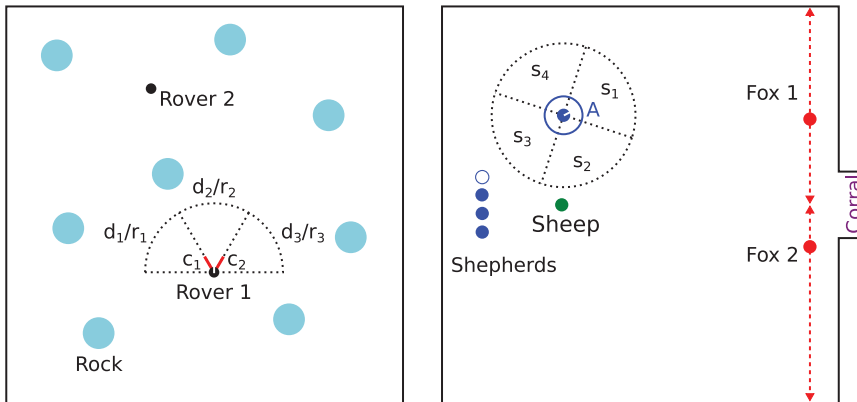 Rover 2
d1/r1
d2/r2
d3/r3
c1
c2
Rover 1
Rock
s4
s1
A
s3
s2
Sheep
Shepherds
Fox 1
Fox 2
Corral